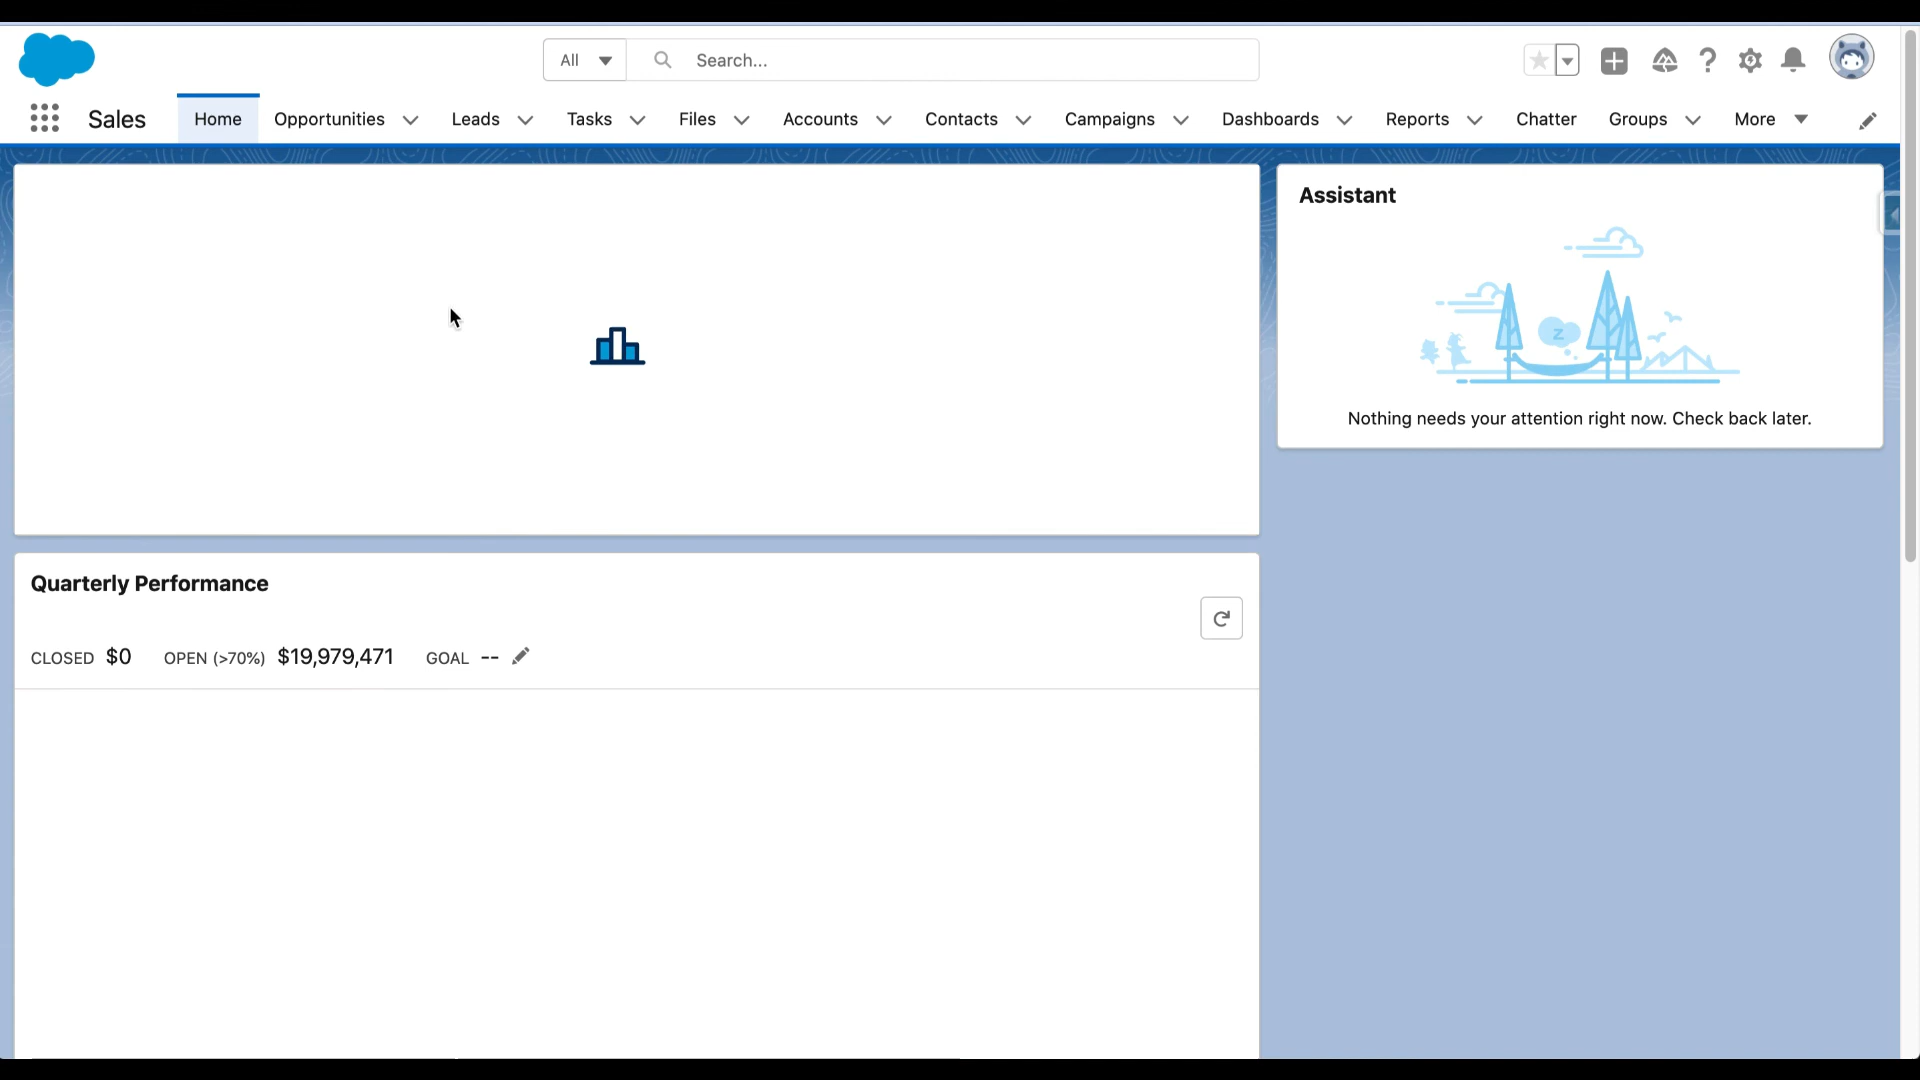 All
Search...
Sales
Home
Opportunities
Leads
Tasks
Files
Accounts
Contacts
Campaigns
Dashboards
Reports
Chatter
Groups
More
Assistant
z
Nothing needs your attention right now. Check back later.
Quarterly Performance
CLOSED $0 OPEN (>70%) $19,979,471 GOAL --